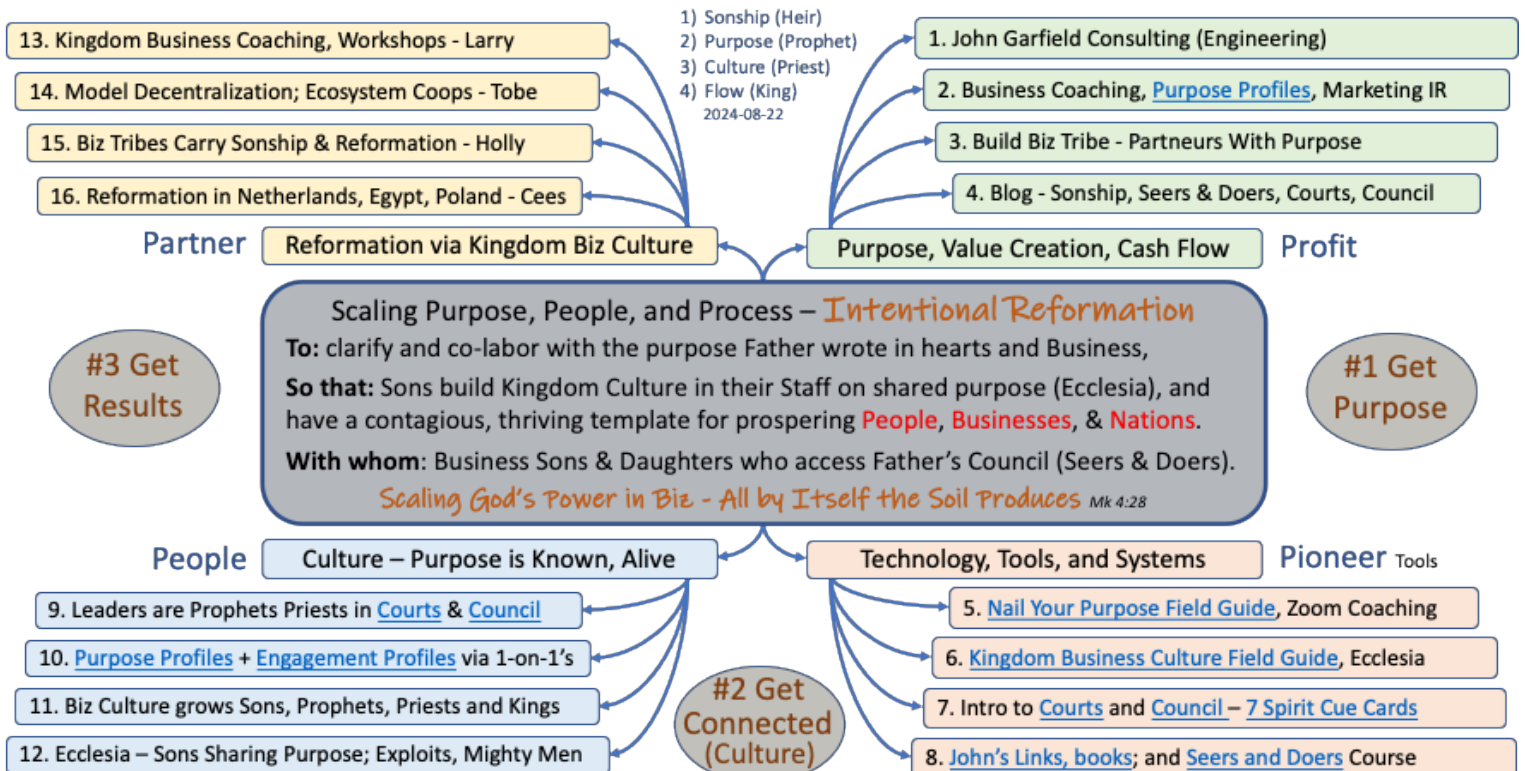 1) Sonship (Heir)
2) Purpose (Prophet)
3) Culture (Priest)
4) Flow (King)
2024-08-22
13. Kingdom Business Coaching, Workshops - Larry
14. Model Decentralization; Ecosystem Coops - Tobe
15. Biz Tribes Carry Sonship & Reformation - Holly
16. Reformation in Netherlands, Egypt, Poland - Cees
Partner
Reformation via Kingdom Biz Culture
1. John Garfield Consulting (Engineering)
2. Business Coaching, Purpose Profiles, Marketing IR
3. Build Biz Tribe - Partneurs With Purpose
4. Blog - Sonship, Seers & Doers, Courts, Council
Purpose, Value Creation, Cash Flow
Profit
#3 Get
Results
Scaling Purpose, People, and Process – Intentional Reformation
To: clarify and co-labor with the purpose Father wrote in hearts and Business,
So that: Sons build Kingdom Culture in their Staff on shared purpose (Ecclesia), and
have a contagious, thriving template for prospering People, Businesses, & Nations.
With whom: Business Sons & Daughters who access Father's Council (Seers & Doers).
Scaling God's Power in Biz - All by Itself the Soil Produces Mk 4:28
#1 Get
Purpose
People
Culture – Purpose is Known, Alive
9. Leaders are Prophets Priests in Courts & Council
10. Purpose Profiles + Engagement Profiles via 1-on-1's
11. Biz Culture grows Sons, Prophets, Priests and Kings
12. Ecclesia – Sons Sharing Purpose; Exploits, Mighty Men
#2 Get
Connected
(Culture)
Technology, Tools, and Systems
Pioneer Tools
5. Nail Your Purpose Field Guide, Zoom Coaching
6. Kingdom Business Culture Field Guide, Ecclesia
7. Intro to Courts and Council – 7 Spirit Cue Cards
8. John's Links, books; and Seers and Doers Course